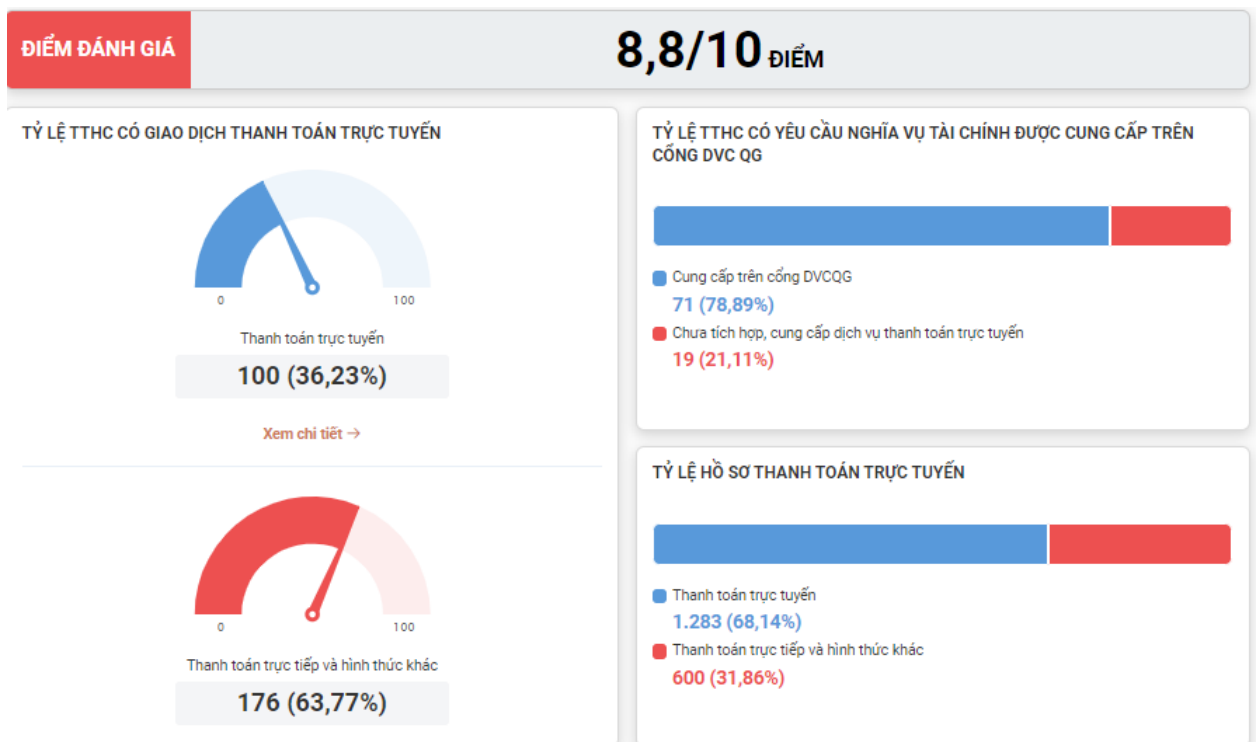 ĐIỂM ĐÁNH GIÁ
8,8/10 ĐIỂM
TỶ LỆ TTHC CÓ GIAO DỊCH THANH TOÁN TRỰC TUYẾN
0
100
Thanh toán trực tuyến
100 (36,23%)
Xem chi tiết →
0
100
Thanh toán trực tiếp và hình thức khác
176 (63,77%)
TỶ LỆ TTHC CÓ YÊU CẦU NGHĨA VỤ TÀI CHÍNH ĐƯỢC CUNG CẤP TRÊN
CỔNG DVC QG
Cung cấp trên cổng DVCQG
71 (78,89%)
Chưa tích hợp, cung cấp dịch vụ thanh toán trực tuyến
19 (21,11%)
TỶ LỆ HỒ SƠ THANH TOÁN TRỰC TUYẾN
Thanh toán trực tuyến
1.283 (68,14%)
Thanh toán trực tiếp và hình thức khác
600 (31,86%)